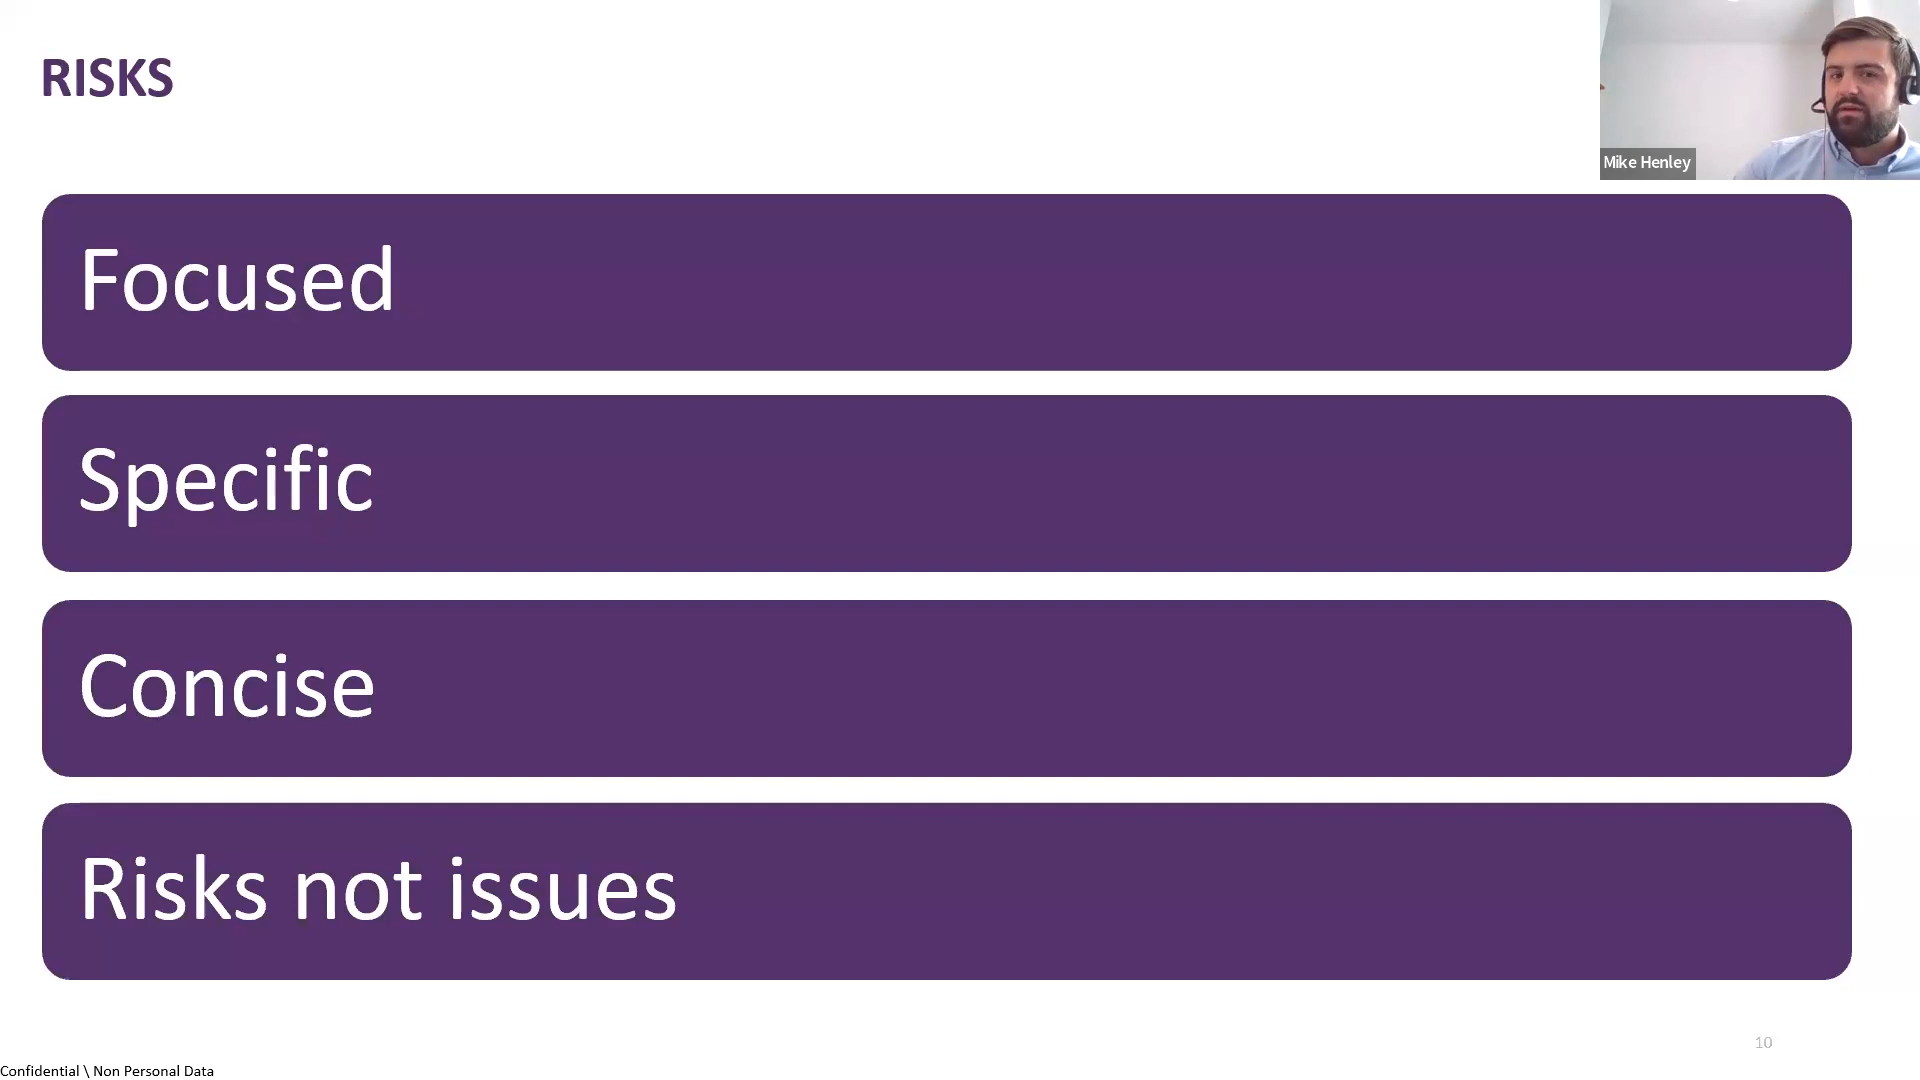 RISKS
Mike Henley
Focused
Specific
Concise
Risks not issues
10
Confidential \ Non Personal Data